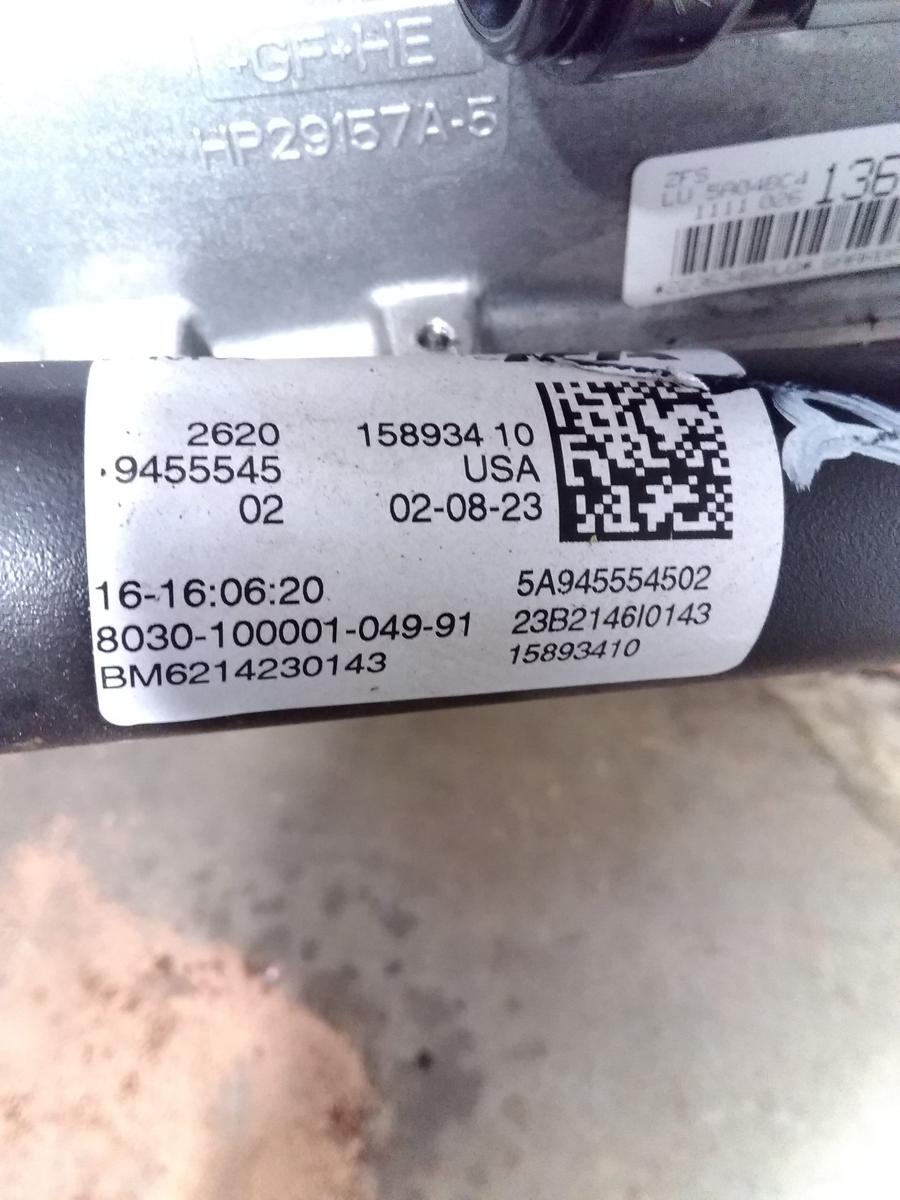 +GF+HE
HP29157A-5
ZFS
LU 5A04BC4
1111 026 136
2620 158934 10
9455545 USA
02 02-08-23
16-16:06:20 5A945554502
8030-100001-049-91 23B2146I0143
BM6214230143 15893410